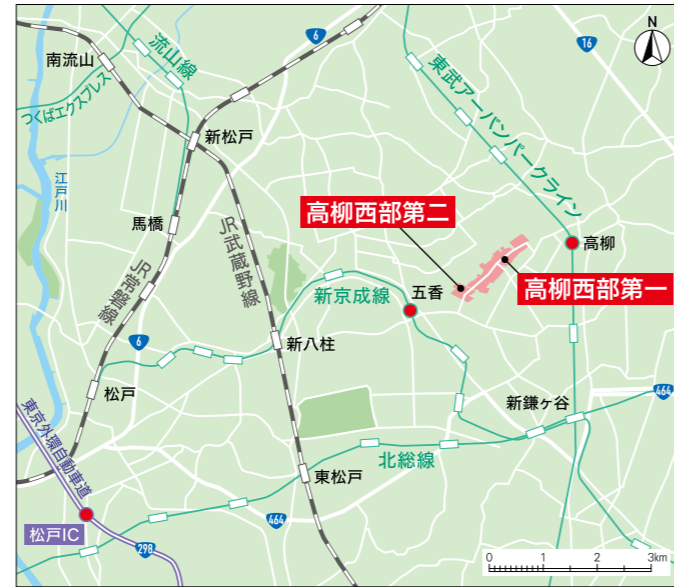 N
6
16
南流山
流山線
つくばエクスプレス
東武アーバンパークライン
新松戸
江戸川
高柳西部第二
馬橋
JR武蔵野線
高柳
JR常磐線
新京成線
五香
高柳西部第一
6
新八柱
松戸
464
新鎌ヶ谷
東京外環自動車道
北総線
東松戸
464
松戸IC
298
0 1 2 3km